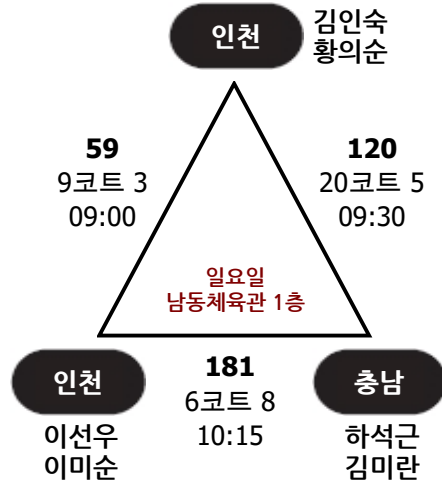 인천
김인숙
황의순
59
9코트 3
09:00
120
20코트 5
09:30
일요일
남동체육관 1층
인천
이선우
이미순
181
6코트 8
10:15
충남
하석근
김미란